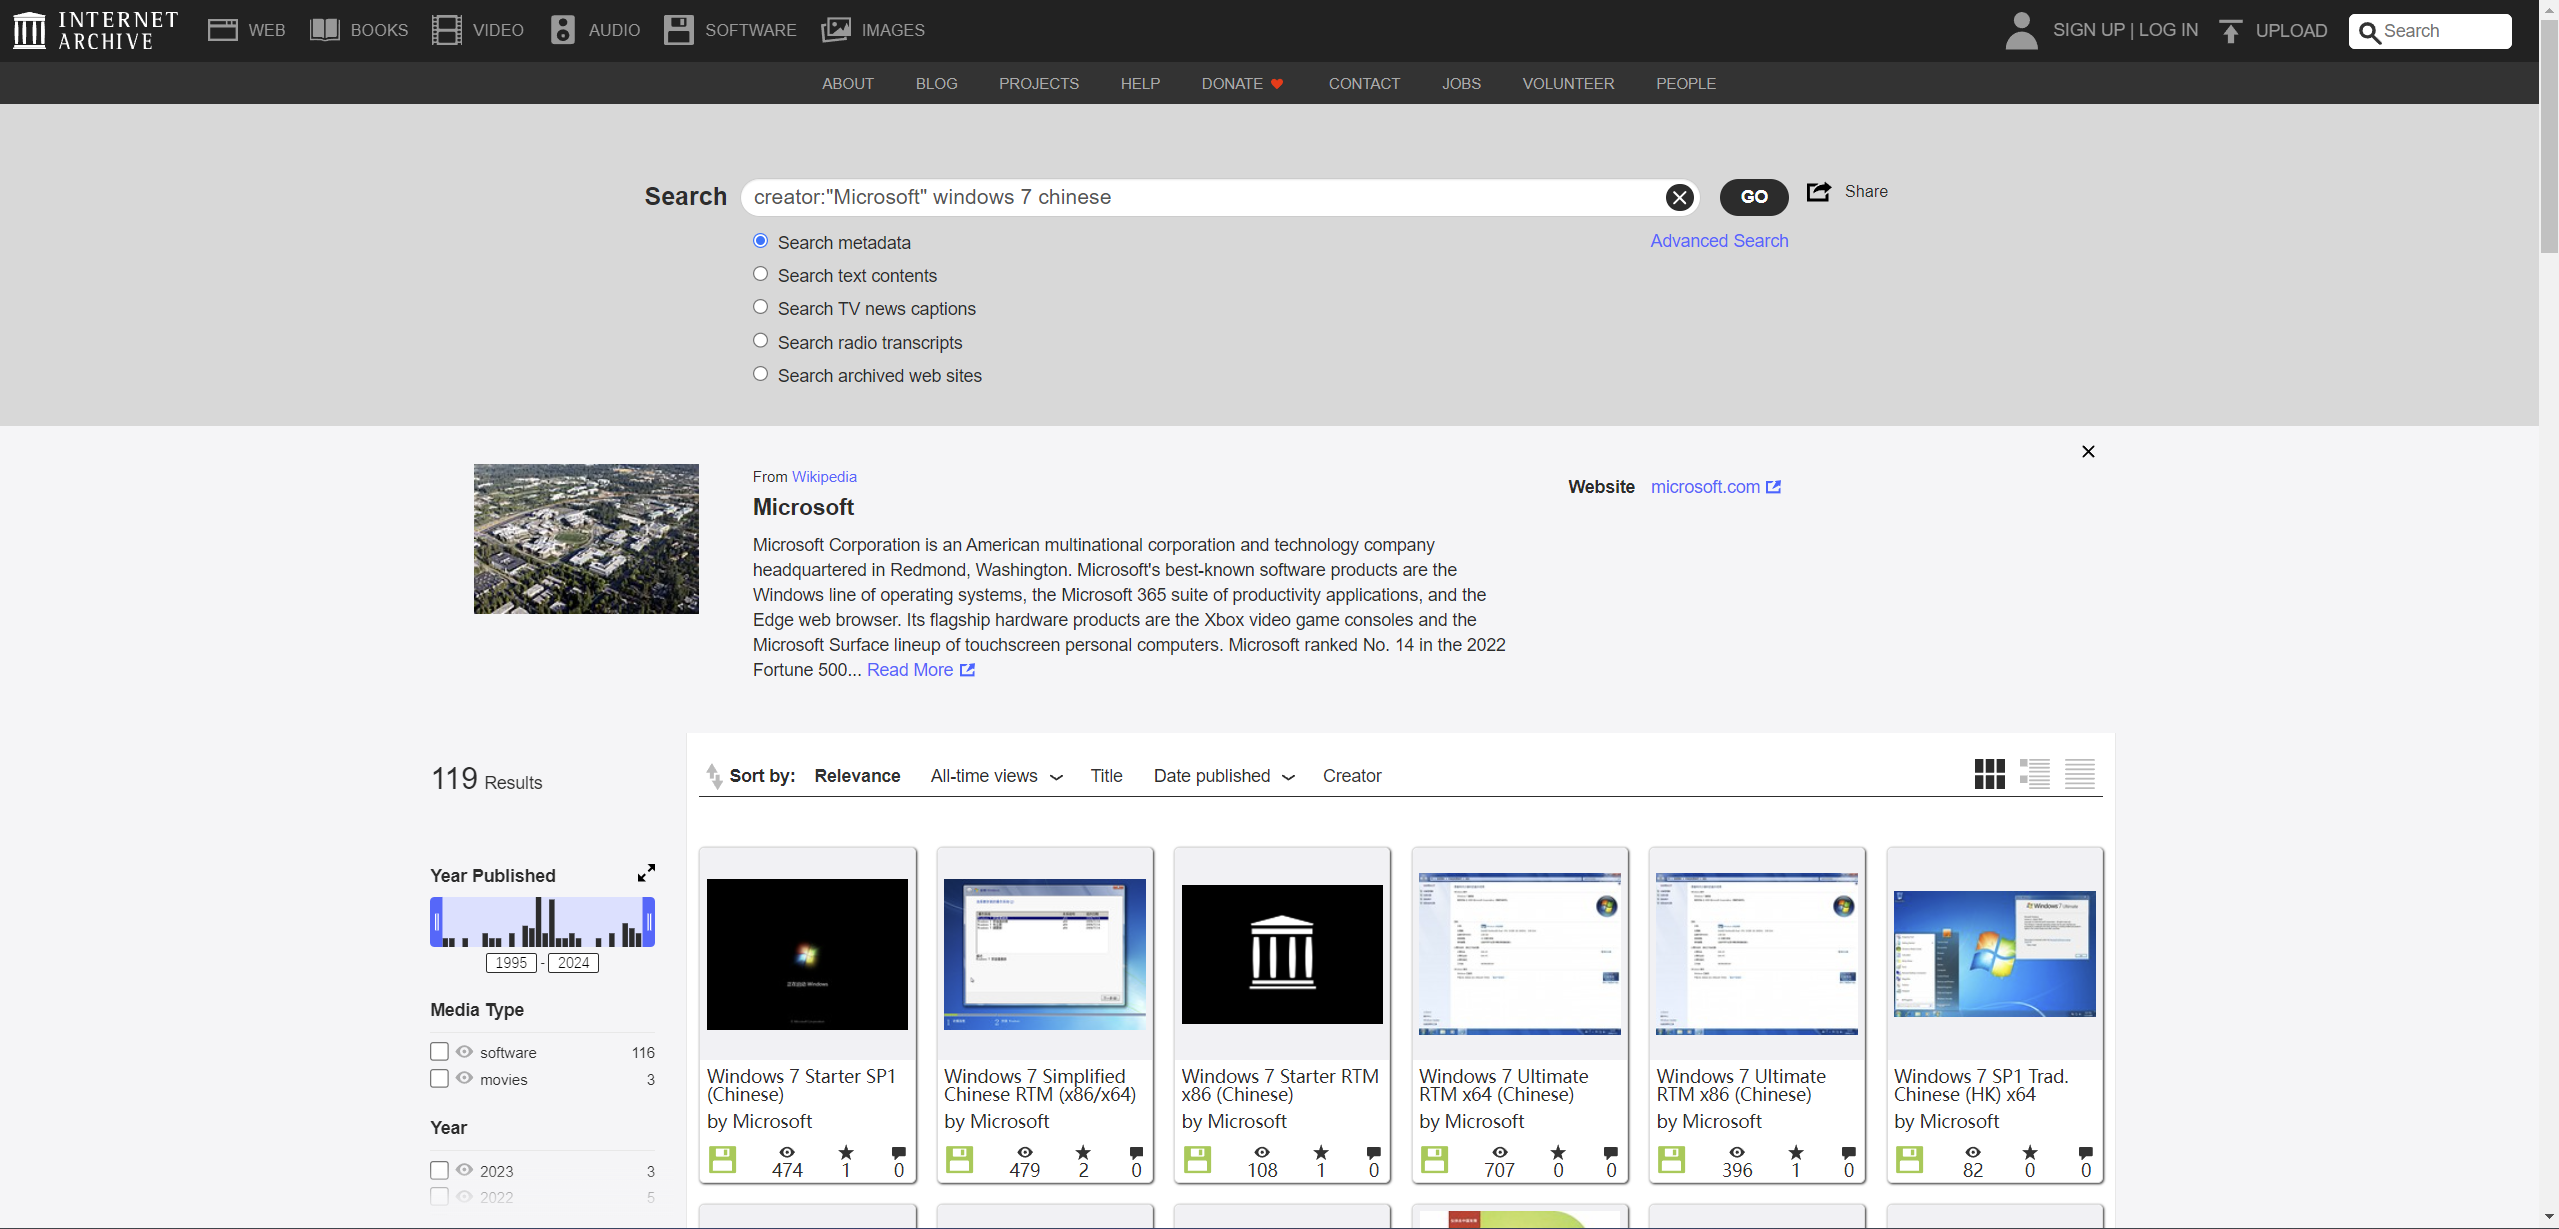 INTERNET
ARCHIVE
WEB
BOOKS
VIDEO
AUDIO
SOFTWARE
IMAGES
SIGN UP | LOG IN
UPLOAD
Search
ABOUT
BLOG
PROJECTS
HELP
DONATE
CONTACT
JOBS
VOLUNTEER
PEOPLE
Search
creator:"Microsoft" windows 7 chinese
GO
Share
Search metadata
Advanced Search
Search text contents
Search TV news captions
Search radio transcripts
Search archived web sites
From Wikipedia
Microsoft
Website microsoft.com
Microsoft Corporation is an American multinational corporation and technology company
headquartered in Redmond, Washington. Microsoft's best-known software products are the
Windows line of operating systems, the Microsoft 365 suite of productivity applications, and the
Edge web browser. Its flagship hardware products are the Xbox video game consoles and the
Microsoft Surface lineup of touchscreen personal computers. Microsoft ranked No. 14 in the 2022
Fortune 500... Read More
119 Results
Sort by: Relevance All-time views Title Date published Creator
Year Published
1995 - 2024
Media Type
software 116
movies 3
Year
2023 3
2022 5
正在启动 Windows
Windows 7 Starter SP1
(Chinese)
by Microsoft
474 1 0
Windows 7 Simplified
Chinese RTM (x86/x64)
by Microsoft
479 2 0
Windows 7 Starter RTM
x86 (Chinese)
by Microsoft
108 1 0
Windows 7 Ultimate
RTM x64 (Chinese)
by Microsoft
707 0 0
Windows 7 Ultimate
RTM x86 (Chinese)
by Microsoft
396 1 0
Windows 7 Ultimate
Windows 7 SP1 Trad.
Chinese (HK) x64
by Microsoft
82 0 0